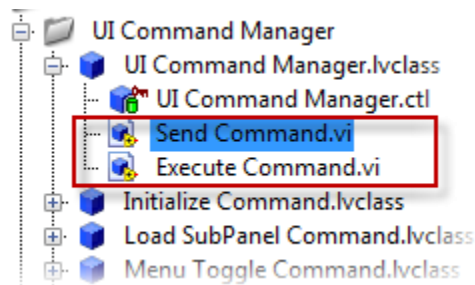 UI Command Manager
UI Command Manager.lvclass
UI Command Manager.ctl
Send Command.vi
Execute Command.vi
Initialize Command.lvclass
Load SubPanel Command.lvclass
Menu Toggle Command.lvclass